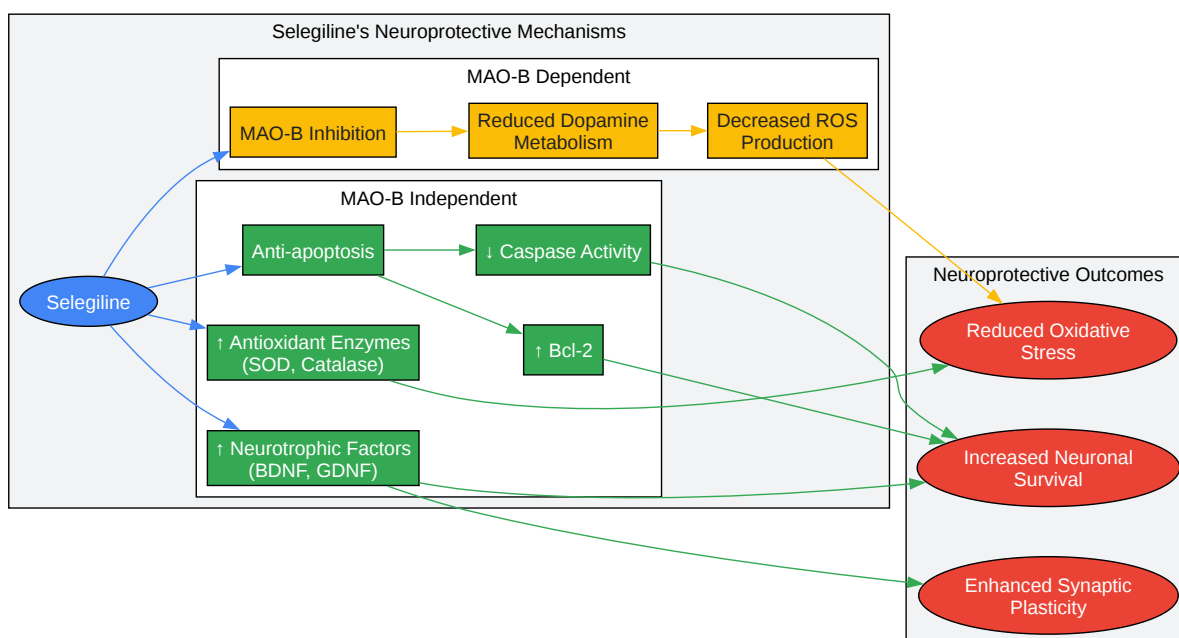 Selegiline's Neuroprotective Mechanisms
MAO-B Dependent
MAO-B Inhibition
Reduced Dopamine
Metabolism
Decreased ROS
Production
MAO-B Independent
Anti-apoptosis
↓ Caspase Activity
Selegiline
↑ Antioxidant Enzymes
(SOD, Catalase)
↑ Bcl-2
↑ Neurotrophic Factors
(BDNF, GDNF)
Neuroprotective Outcomes
Reduced Oxidative
Stress
Increased Neuronal
Survival
Enhanced Synaptic
Plasticity